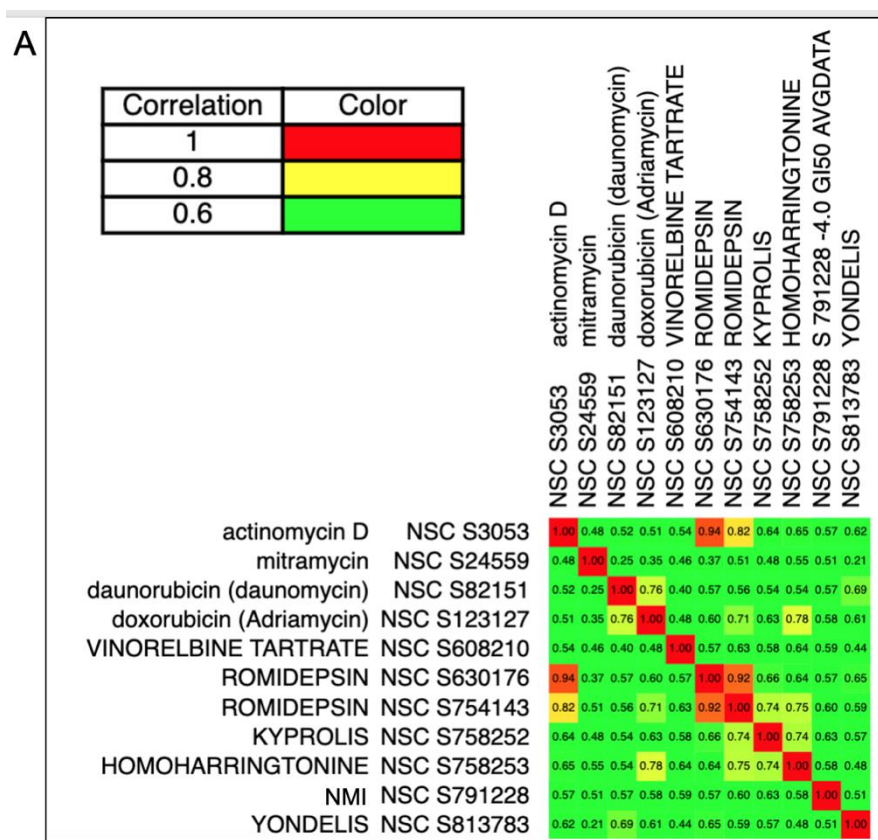 A
Correlation Color
1
0.8
0.6
NSC S3053 actinomycin D
NSC S24559 mitramycin
NSC S82151 daunorubicin (daunomycin)
NSC S123127 doxorubicin (Adriamycin)
NSC S608210 VINORELBINE TARTRATE
NSC S630176 ROMIDEPSIN
NSC S754143 ROMIDEPSIN
NSC S758252 KYPROLIS
NSC S758253 HOMOHARRINGTONINE
NSC S791228 S 791228 -4.0 GI50 AVGDATA
NSC S813783 YONDELIS
actinomycin D NSC S3053 1.00 0.48 0.52 0.51 0.54 0.94 0.82 0.64 0.65 0.57 0.62
mitramycin NSC S24559 0.48 1.00 0.25 0.35 0.46 0.37 0.51 0.48 0.55 0.51 0.21
daunorubicin (daunomycin) NSC S82151 0.52 0.25 1.00 0.76 0.40 0.57 0.56 0.54 0.54 0.57 0.69
doxorubicin (Adriamycin) NSC S123127 0.51 0.35 0.76 1.00 0.48 0.60 0.71 0.63 0.78 0.58 0.61
VINORELBINE TARTRATE NSC S608210 0.54 0.46 0.40 0.48 1.00 0.57 0.63 0.58 0.64 0.59 0.44
ROMIDEPSIN NSC S630176 0.94 0.37 0.57 0.60 0.57 1.00 0.92 0.66 0.64 0.57 0.65
ROMIDEPSIN NSC S754143 0.82 0.51 0.56 0.71 0.63 0.92 1.00 0.74 0.75 0.60 0.59
KYPROLIS NSC S758252 0.64 0.48 0.54 0.63 0.58 0.66 0.74 1.00 0.74 0.63 0.57
HOMOHARRINGTONINE NSC S758253 0.65 0.55 0.54 0.78 0.64 0.64 0.75 0.74 1.00 0.58 0.48
NMI NSC S791228 0.57 0.51 0.57 0.58 0.59 0.57 0.60 0.63 0.58 1.00 0.51
YONDELIS NSC S813783 0.62 0.21 0.69 0.61 0.44 0.65 0.59 0.57 0.48 0.51 1.00